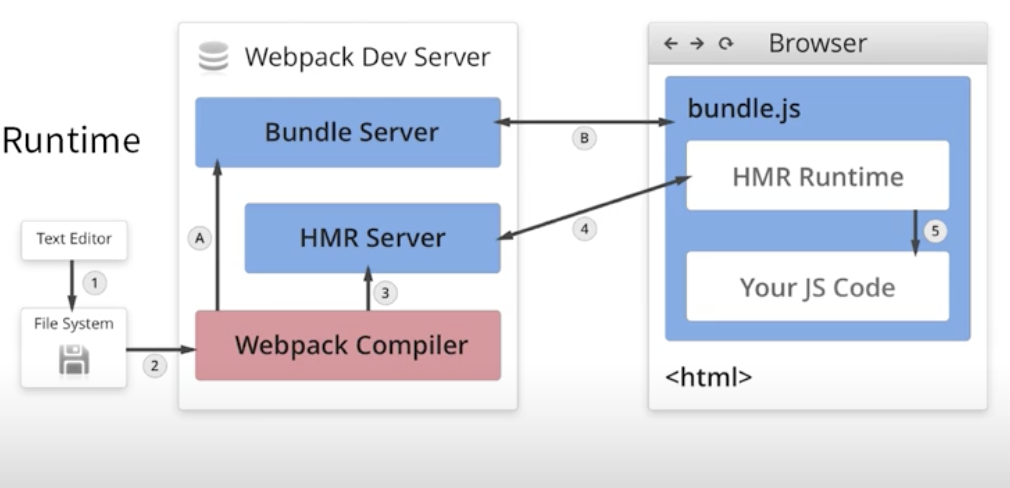 Webpack Dev Server
Browser
Bundle Server
B
bundle.js
Runtime
HMR Runtime
Text Editor
A
HMR Server
4
5
1
3
Your JS Code
File System
Webpack Compiler
2
<html>